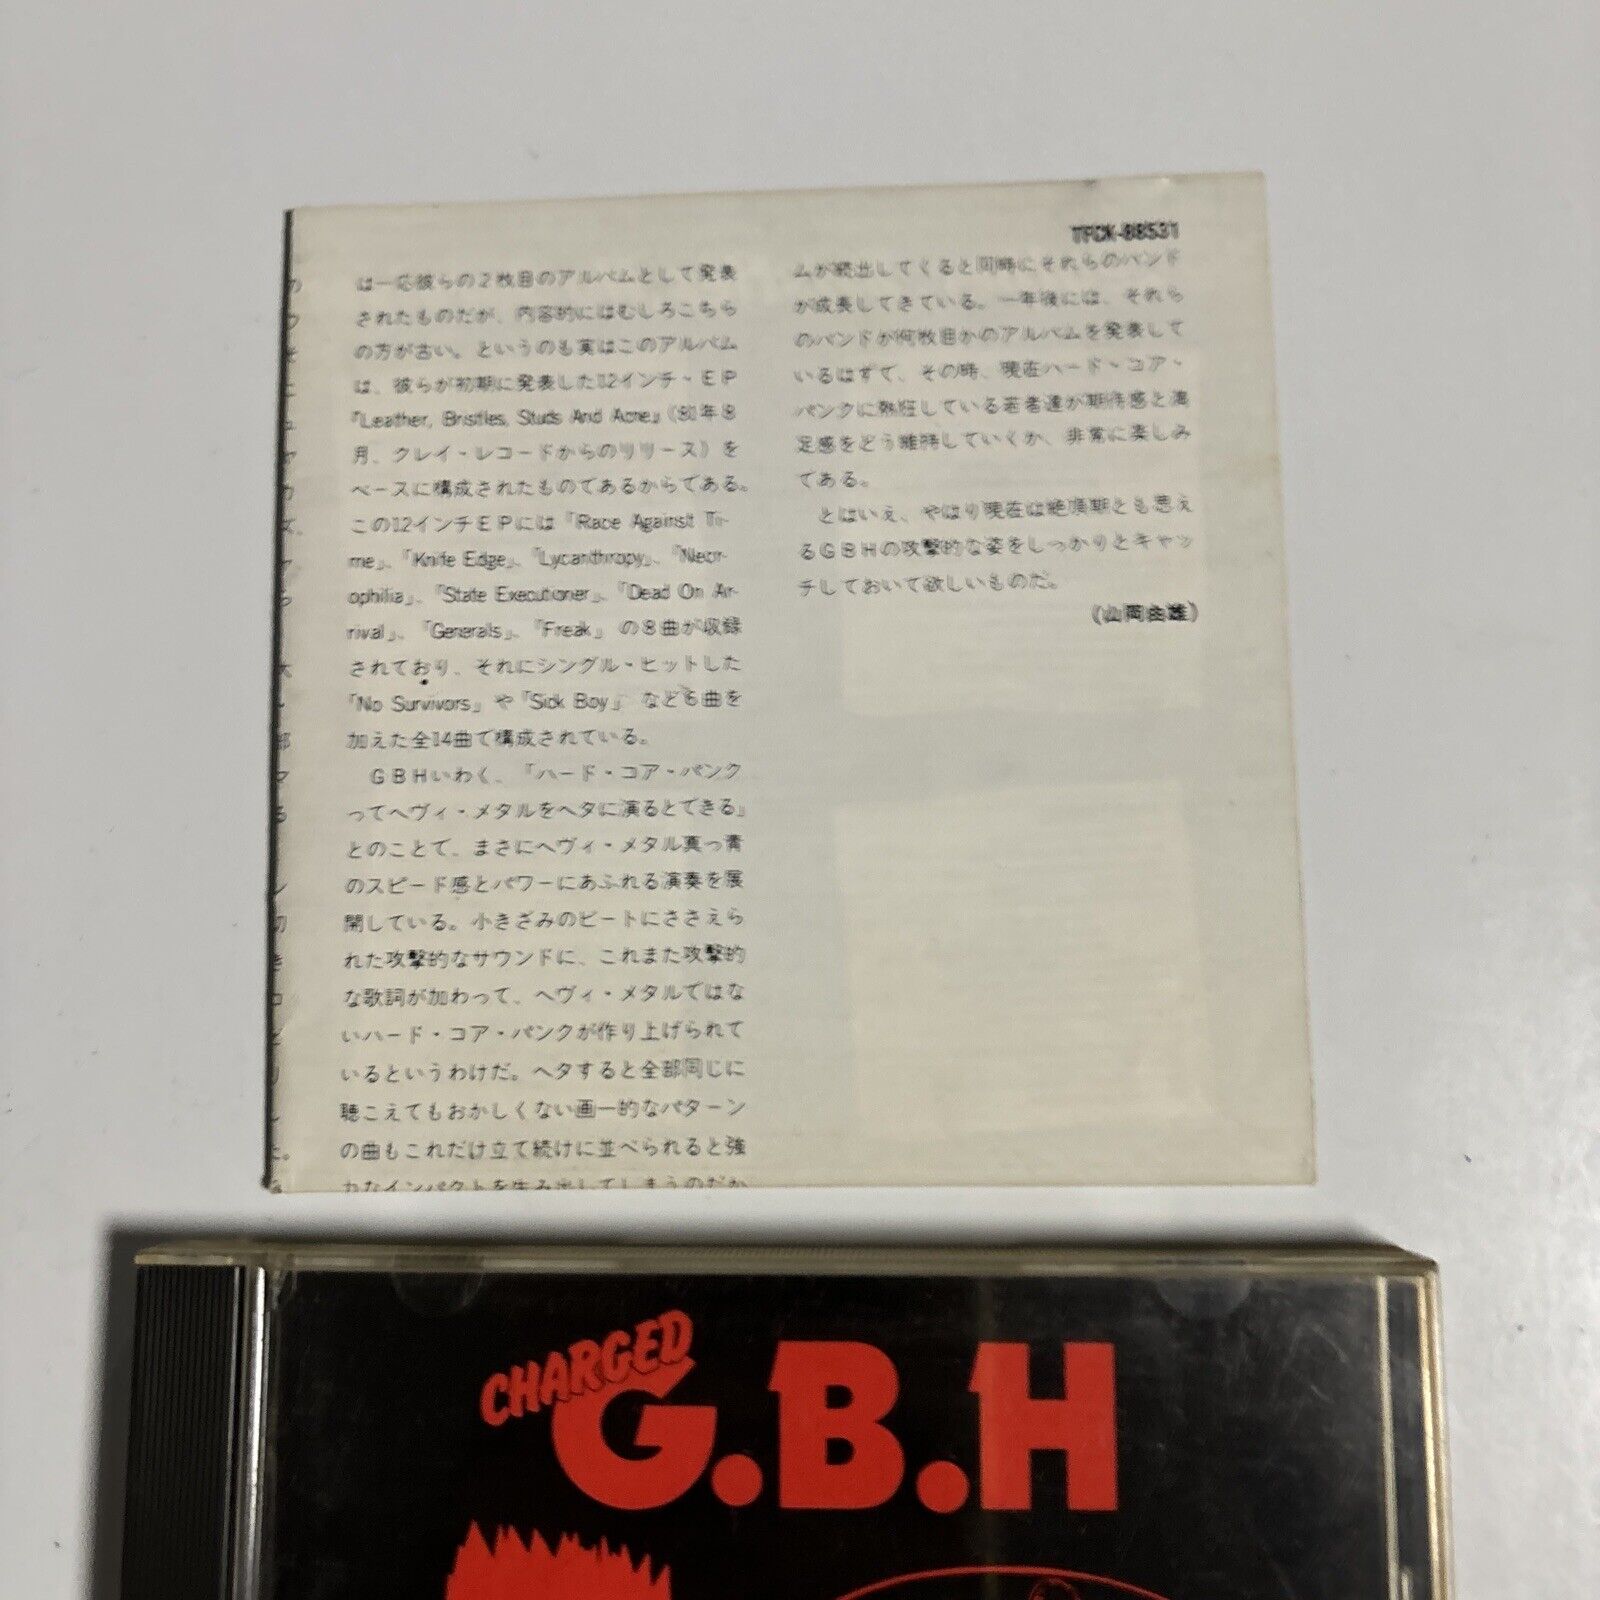 TFCK-88531
は一応彼らの2枚目のアルバムとして発表
されたものだが、内容的にはむしろこちら
の方が古い。というのも実はこのアルバム
は、彼らが初期に発表した12インチ・EP
『Leather, Bristles, Studs And Acne』(81年8
月、クレイ・レコードからのリリース)を
ベースに構成されたものであるからである。
この12インチEPには「Race Against Ti-
me」、「Knife Edge」、「Lycanthropy」、「Necr-
ophilia」、「State Executioner」、「Dead On Ar-
rival」、「Generals」、「Freak」の8曲が収録
されており、それにシングル・ヒットした
「No Survivors」や「Sick Boy」など6曲を
加えた全14曲で構成されている。
GBHいわく、「ハード・コア・パンク
ってヘヴィ・メタルをヘタに演るとできる」
とのことで、まさにヘヴィ・メタル真っ青
のスピード感とパワーにあふれる演奏を展
開している。小きざみのビートにささえら
れた攻撃的なサウンドに、これまた攻撃的
な歌詞が加わって、ヘヴィ・メタルではな
いハード・コア・パンクが作り上げられて
いるというわけだ。ヘタすると全部同じに
聴こえてもおかしくない画一的なパターン
の曲もこれだけ立て続けに並べられると強
力なインパクトを生み出してしまうのだか
ムが続出してくると同時にそれらのバンド
が成長してきている。一年後には、それら
のバンドが何枚目かのアルバムを発表して
いるはずで、その時、現在ハード・コア・
パンクに熱狂している若者達が期待感と満
足感をどう維持していくか、非常に楽しみ
である。
とはいえ、やはり現在は絶頂期とも思え
るGBHの攻撃的な姿をしっかりとキャッ
チしておいて欲しいものだ。
(山岡由雄)
CHARGED
G.B.H